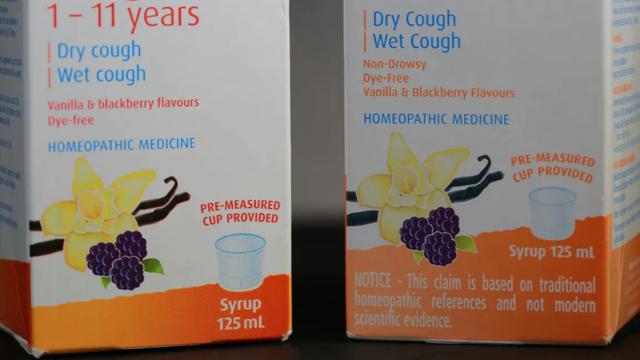 1 – 11 years
Dry cough
Wet cough
Vanilla & blackberry flavours
Dye-free
HOMEOPATHIC MEDICINE
PRE-MEASURED
CUP PROVIDED
Syrup
125 mL
Dry Cough
Wet Cough
Non-Drowsy
Dye-Free
Vanilla & Blackberry Flavours
HOMEOPATHIC MEDICINE
PRE-MEASURED
CUP PROVIDED
Syrup 125 mL
NOTICE - This claim is based on traditional
homeopathic references and not modern
scientific evidence.